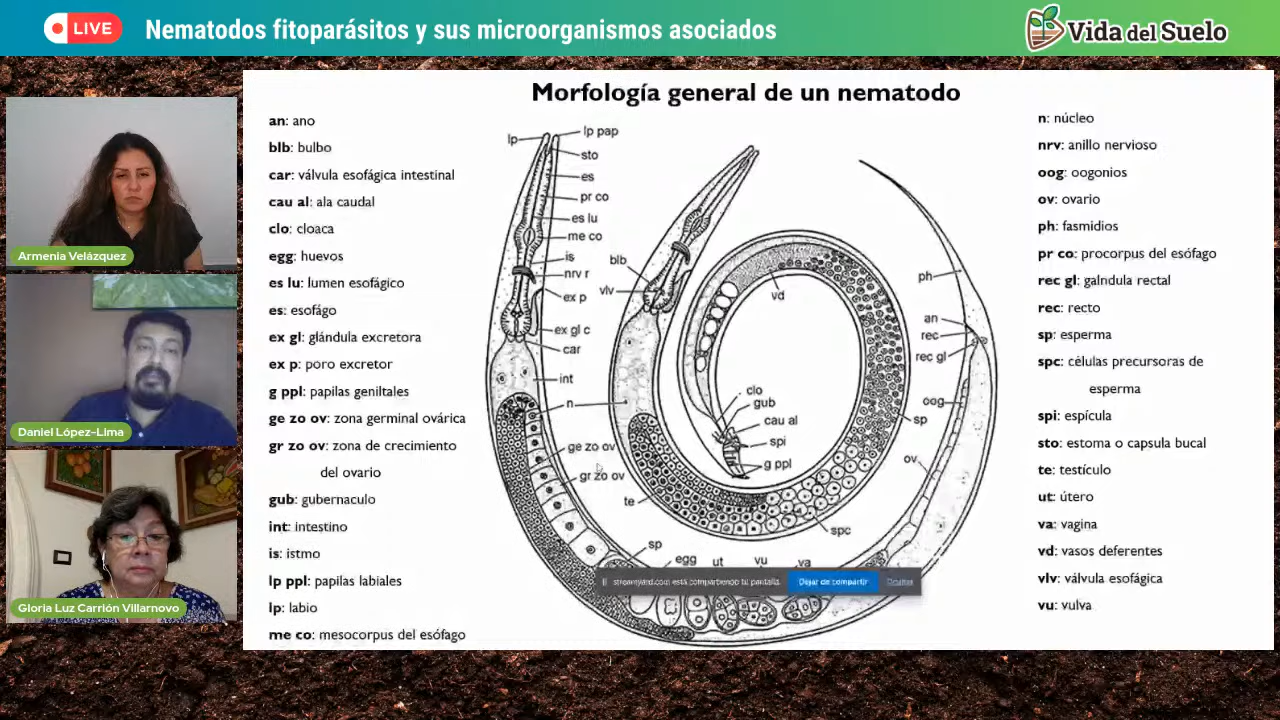 LIVE
Nematodos fitoparásitos y sus microorganismos asociados
Vida del Suelo
Armenia Velázquez
Daniel López-Lima
Gloria Luz Carrión Villarnovo
Morfología general de un nematodo
an: ano
blb: bulbo
car: válvula esofágica intestinal
cau al: ala caudal
clo: cloaca
egg: huevos
es lu: lumen esofágico
es: esofágo
ex gl: glándula excretora
ex p: poro excretor
g ppl: papilas geniltales
ge zo ov: zona germinal ovárica
gr zo ov: zona de crecimiento
del ovario
gub: gubernaculo
int: intestino
is: istmo
lp ppl: papilas labiales
lp: labio
me co: mesocorpus del esófago
lp
lp pap
sto
es
pr co
es lu
me co
is
nrv r
ex p
ex gl c
car
int
n
ge zo ov
gr zo ov
te
sp
egg
ut
vu
va
blb
vlv
vd
clo
gub
cau al
spi
g ppl
spc
sp
ph
an
rec
rec gl
oog
ov
streamyard.com está compartiendo tu pantalla.
Dejar de compartir
Ocultar
n: núcleo
nrv: anillo nervioso
oog: oogonios
ov: ovario
ph: fasmidios
pr co: procorpus del esófago
rec gl: galndula rectal
rec: recto
sp: esperma
spc: células precursoras de
esperma
spi: espícula
sto: estoma o capsula bucal
te: testículo
ut: útero
va: vagina
vd: vasos deferentes
vlv: válvula esofágica
vu: vulva